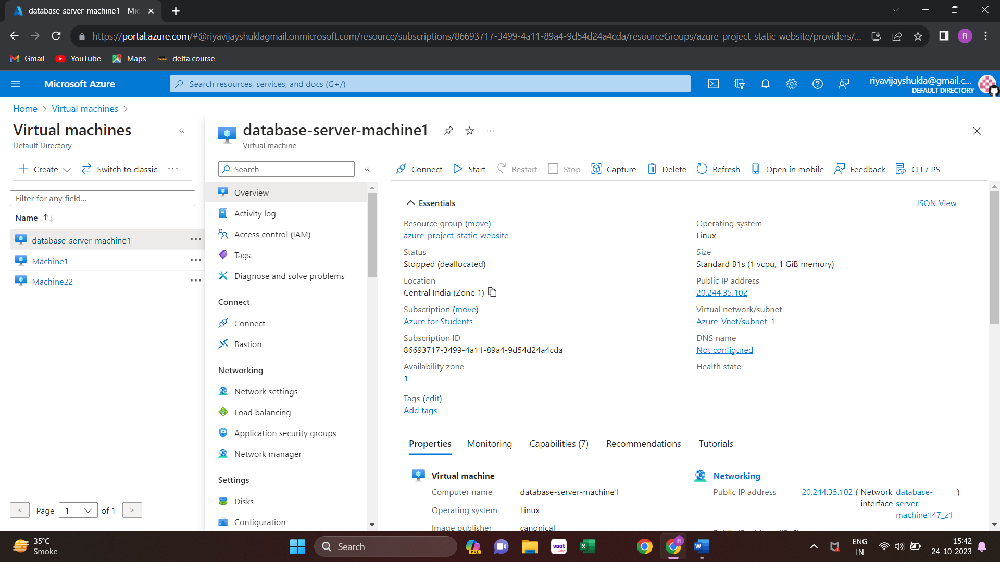 database-server-machine1 - Mic
https://portal.azure.com/#@riyavijayshuklagmail.onmicrosoft.com/resource/subscriptions/86693717-3499-4a11-89a4-9d54d24a4cda/resourceGroups/azure_project_static_website/providers/...
R
Gmail
YouTube
Maps
delta course
Microsoft Azure
Search resources, services, and docs (G+/)
riyavijayshukla@gmail.c...
DEFAULT DIRECTORY
Home > Virtual machines >
Virtual machines
Default Directory
Create
Switch to classic
Filter for any field...
Name
database-server-machine1
Machine1
Machine22
< Page 1 of 1 >
database-server-machine1
Virtual machine
Search
Overview
Activity log
Access control (IAM)
Tags
Diagnose and solve problems
Connect
Connect
Bastion
Networking
Network settings
Load balancing
Application security groups
Network manager
Settings
Disks
Configuration
Connect
Start
Restart
Stop
Capture
Delete
Refresh
Open in mobile
Feedback
CLI / PS
Essentials
JSON View
Resource group (move)
azure_project_static_website
Status
Stopped (deallocated)
Location
Central India (Zone 1)
Subscription (move)
Azure for Students
Subscription ID
86693717-3499-4a11-89a4-9d54d24a4cda
Availability zone
1
Tags (edit)
Add tags
Operating system
Linux
Size
Standard B1s (1 vcpu, 1 GiB memory)
Public IP address
20.244.35.102
Virtual network/subnet
Azure_Vnet/subnet_1
DNS name
Not configured
Health state
-
Properties
Monitoring
Capabilities (7)
Recommendations
Tutorials
Virtual machine
Computer name database-server-machine1
Operating system Linux
Image publisher canonical
Networking
Public IP address 20.244.35.102 ( Network interface database-server-machine147_z1 )
35°C
Smoke
Search
PRE
voot
R
ENG
IN
15:42
24-10-2023